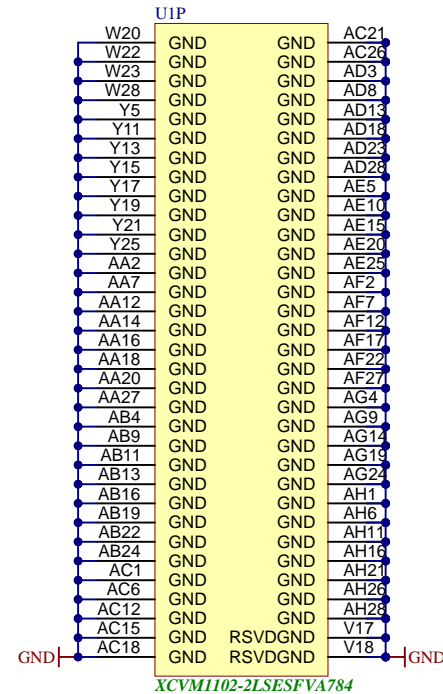 U1P
W20 GND GND AC21
W22 GND GND AC26
W23 GND GND AD3
W28 GND GND AD8
Y5 GND GND AD13
Y11 GND GND AD18
Y13 GND GND AD23
Y15 GND GND AD28
Y17 GND GND AE5
Y19 GND GND AE10
Y21 GND GND AE15
Y25 GND GND AE20
AA2 GND GND AE25
AA7 GND GND AF2
AA12 GND GND AF7
AA14 GND GND AF12
AA16 GND GND AF17
AA18 GND GND AF22
AA20 GND GND AF27
AA27 GND GND AG4
AB4 GND GND AG9
AB9 GND GND AG14
AB11 GND GND AG19
AB13 GND GND AG24
AB16 GND GND AH1
AB19 GND GND AH6
AB22 GND GND AH11
AB24 GND GND AH16
AC1 GND GND AH21
AC6 GND GND AH26
AC12 GND GND AH28
AC15 GND RSVDGND V17
AC18 GND RSVDGND V18
GND GND
XCVM1102-2LSESFVA784